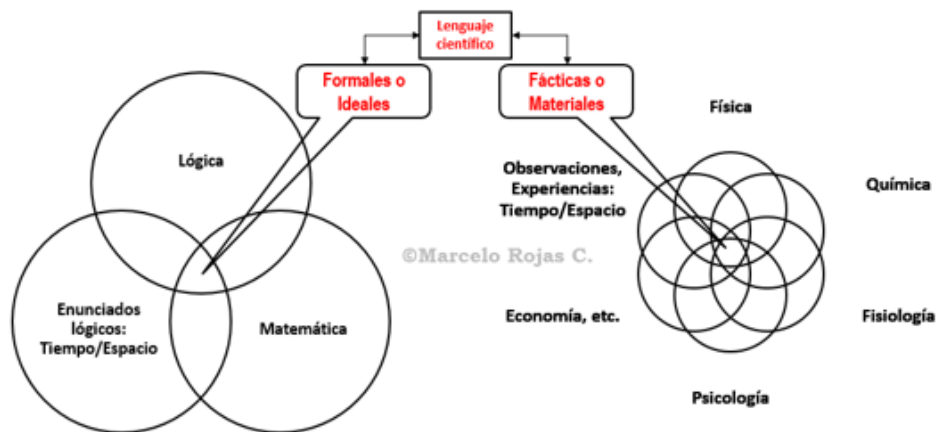 Lenguaje
científico
Formales o
Ideales
Fácticas o
Materiales
Lógica
Enunciados
lógicos:
Tiempo/Espacio
Matemática
Física
Observaciones,
Experiencias:
Tiempo/Espacio
Química
©Marcelo Rojas C.
Economía, etc.
Fisiología
Psicología